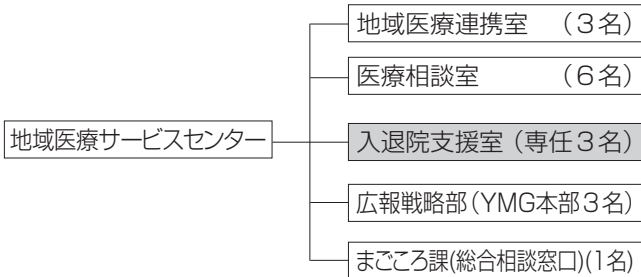 地域医療連携室　（３名）
医療相談室　　（６名）
地域医療サービスセンター
入退院支援室（専任３名）
広報戦略部（YMG本部３名）
まごころ課(総合相談窓口)(１名)